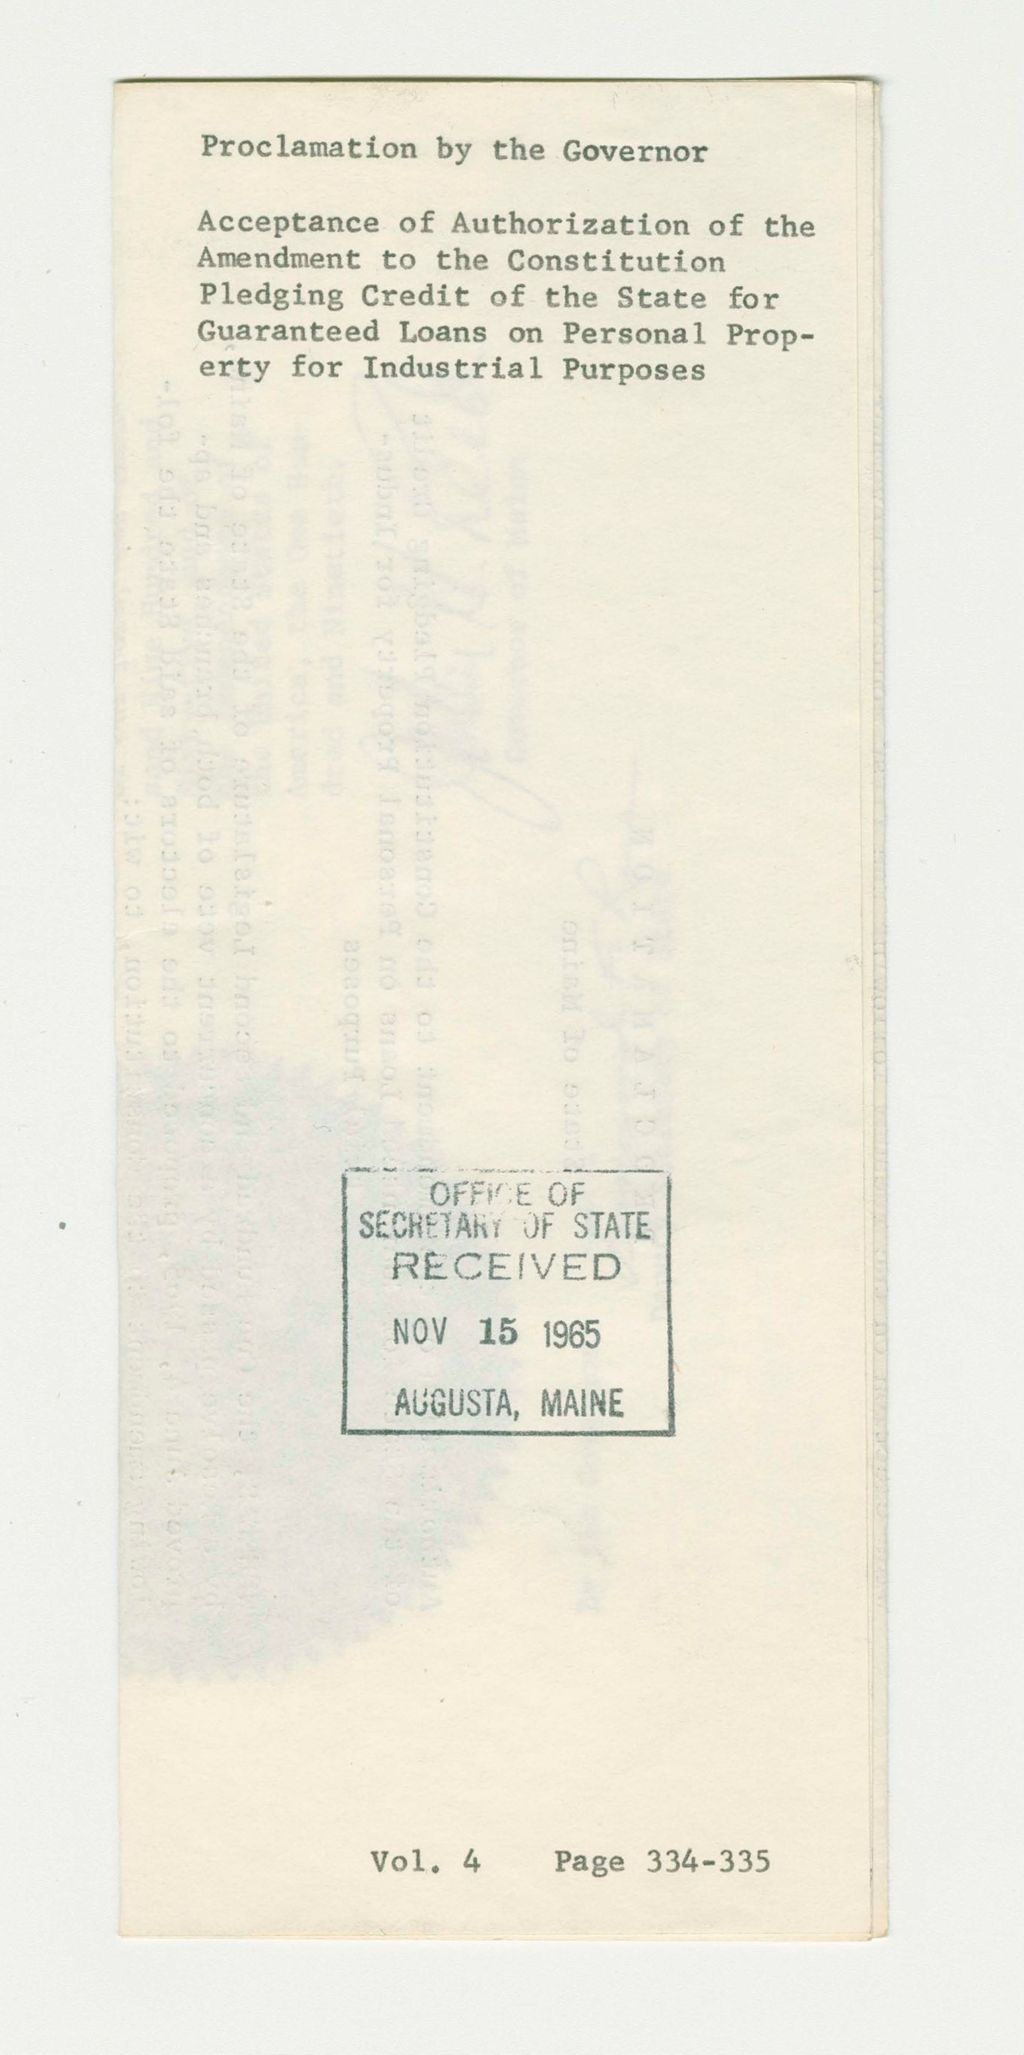 Proclamation by the Governor
Acceptance of Authorization of the
Amendment to the Constitution
Pledging Credit of the State for
Guaranteed Loans on Personal Prop-
erty for Industrial Purposes
OFFICE OF
SECRETARY OF STATE
RECEIVED
NOV 15 1965
AUGUSTA, MAINE
Vol. 4 Page 334-335